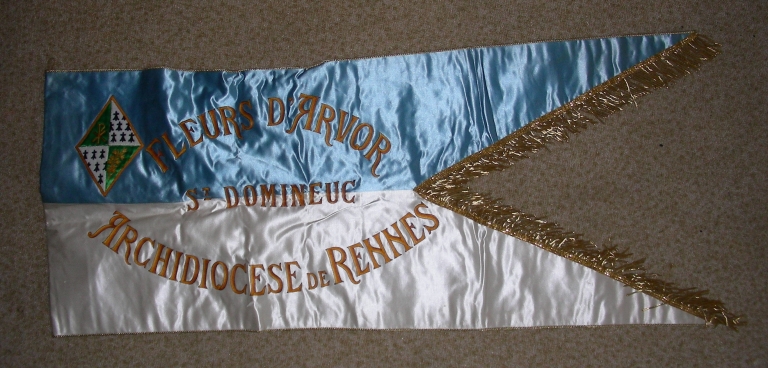 FLEURS D'ARVOR
ST DOMINEUC
ARCHIDIOCESE DE RENNES